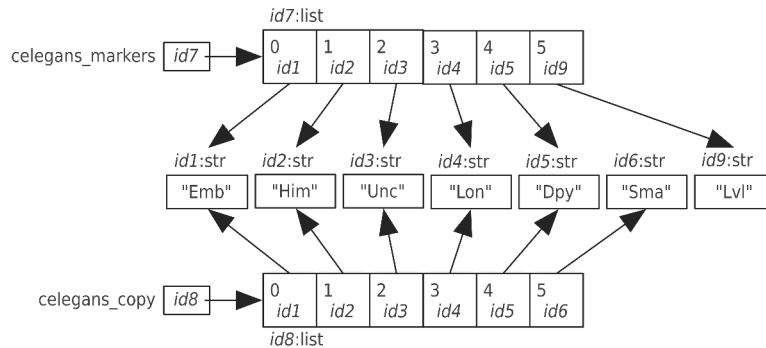 id7:list
celegans_markers id7 0 1 2 3 4 5
id1 id2 id3 id4 id5 id9
id1:str id2:str id3:str id4:str id5:str id6:str id9:str
"Emb" "Him" "Unc" "Lon" "Dpy" "Sma" "Lvl"
celegans_copy id8 0 1 2 3 4 5
id1 id2 id3 id4 id5 id6
id8:list